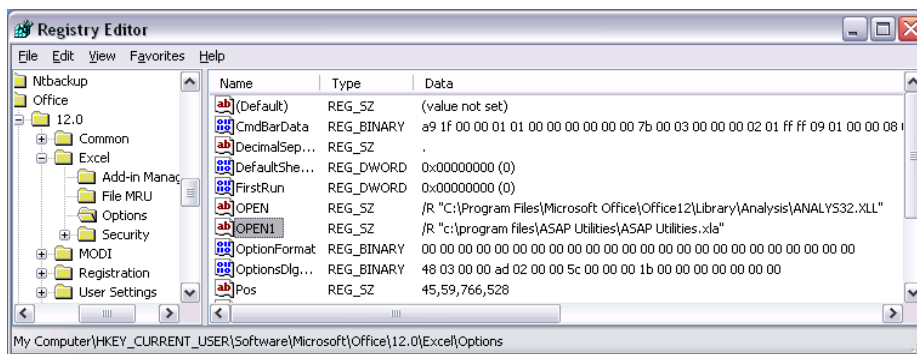 Registry Editor
File Edit View Favorites Help
Ntbackup
Office
12.0
Common
Excel
Add-in Manag
File MRU
Options
Security
MODI
Registration
User Settings
Name Type Data
(Default) REG_SZ (value not set)
CmdBarData REG_BINARY a9 1f 00 00 01 01 00 00 00 00 00 00 7b 00 03 00 00 00 02 01 ff ff 09 01 00 00 08
DecimalSep... REG_SZ .
DefaultShe... REG_DWORD 0x00000000 (0)
FirstRun REG_DWORD 0x00000000 (0)
OPEN REG_SZ /R "C:\Program Files\Microsoft Office\Office12\Library\Analysis\ANALYS32.XLL"
OPEN1 REG_SZ /R "c:\program files\ASAP Utilities\ASAP Utilities.xla"
OptionFormat REG_BINARY 00 00 00 00 00 00 00 00 00 00 00 00 00 00 00 00 00 00 00 00 00 00 00 00
OptionsDlg... REG_BINARY 48 03 00 00 ad 02 00 00 5c 00 00 00 1b 00 00 00 00 00 00 00
Pos REG_SZ 45,59,766,528
My Computer\HKEY_CURRENT_USER\Software\Microsoft\Office\12.0\Excel\Options